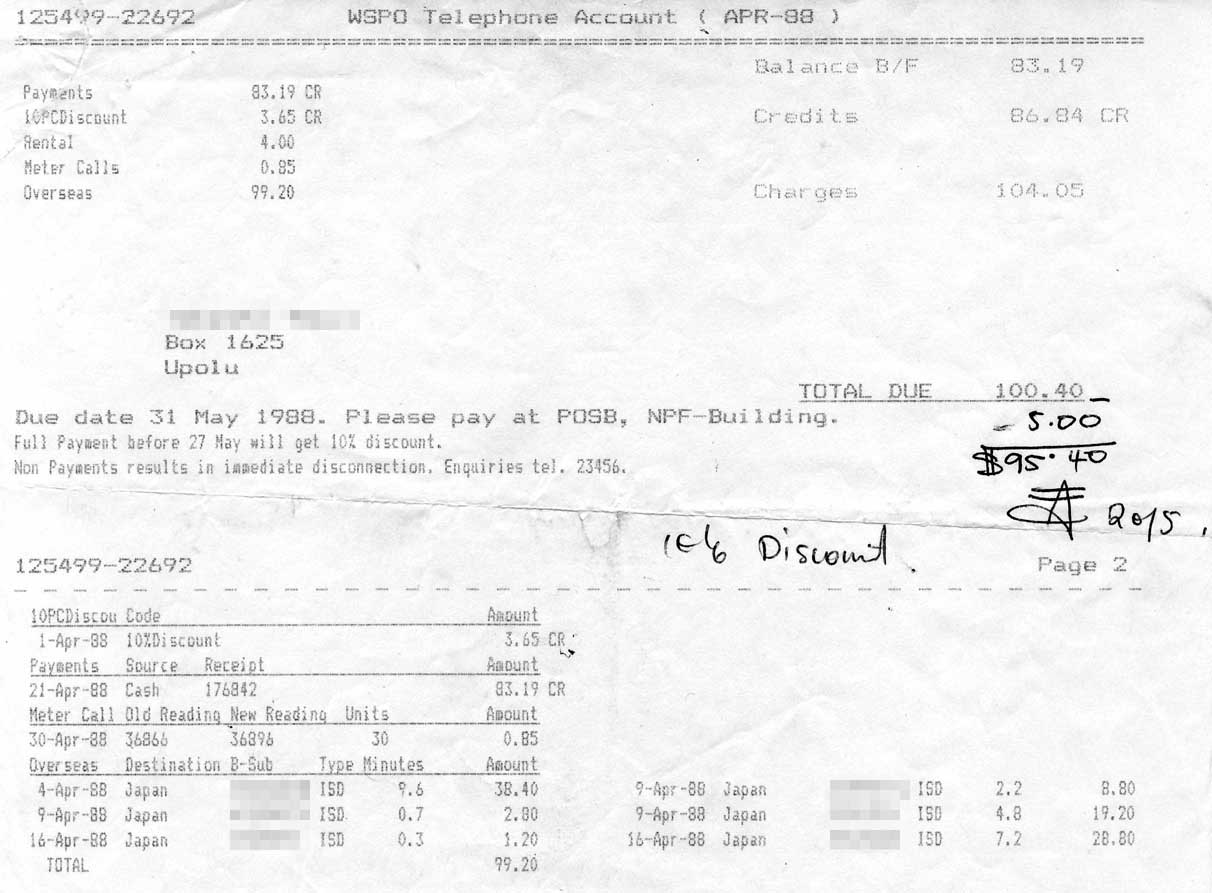 125499-22692 WSPO Telephone Account ( APR-88 )
Balance B/F 83.19
Payments 83.19 CR
10PCDiscount 3.65 CR Credits 86.84 CR
Rental 4.00
Meter Calls 0.85
Overseas 99.20 Charges 104.05
Box 1625
Upolu
TOTAL DUE 100.40
Due date 31 May 1988. Please pay at POSB, NPF-Building.
- 5.00
Full Payment before 27 May will get 10% discount.
$95.40
Non Payments results in immediate disconnection. Enquiries tel. 23456.
20/5.
Discount.
125499-22692 Page 2
10PCDiscou Code Amount
1-Apr-88 10%Discount 3.65 CR
Payments Source Receipt Amount
21-Apr-88 Cash 176842 83.19 CR
Meter Call Old Reading New Reading Units Amount
30-Apr-88 36866 36896 30 0.85
Overseas Destination B-Sub Type Minutes Amount
4-Apr-88 Japan ISD 9.6 38.40 9-Apr-88 Japan ISD 2.2 8.80
9-Apr-88 Japan ISD 0.7 2.80 9-Apr-88 Japan ISD 4.8 19.20
16-Apr-88 Japan ISD 0.3 1.20 16-Apr-88 Japan ISD 7.2 28.80
TOTAL 99.20